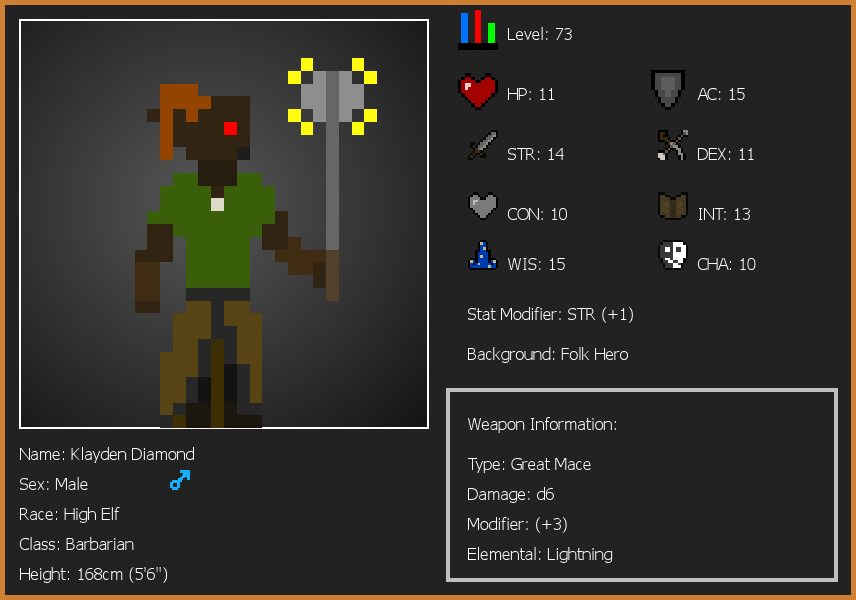 Level: 73
HP: 11
AC: 15
STR: 14
DEX: 11
CON: 10
INT: 13
WIS: 15
CHA: 10
Stat Modifier: STR (+1)
Background: Folk Hero
Weapon Information:
Type: Great Mace
Damage: d6
Modifier: (+3)
Elemental: Lightning
Name: Klayden Diamond
Sex: Male
Race: High Elf
Class: Barbarian
Height: 168cm (5'6")